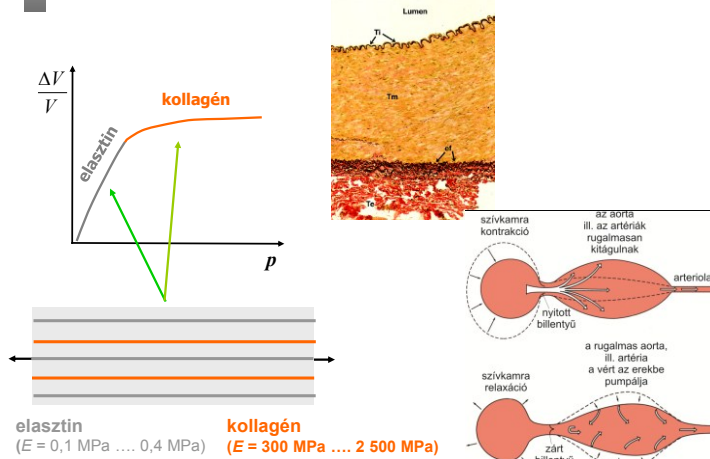 Lumen
Ti
Tm
ef
Te
ΔV
V
kollagén
elasztin
p
elasztin
(E = 0,1 MPa …. 0,4 MPa)
kollagén
(E = 300 MPa …. 2 500 MPa)
szívkamra
kontrakció
az aorta
ill. az artériák
rugalmasan
kitágulnak
arteriola
nyitott
billentyű
szívkamra
relaxáció
a rugalmas aorta,
ill. artéria
a vért az erekbe
pumpálja
zárt